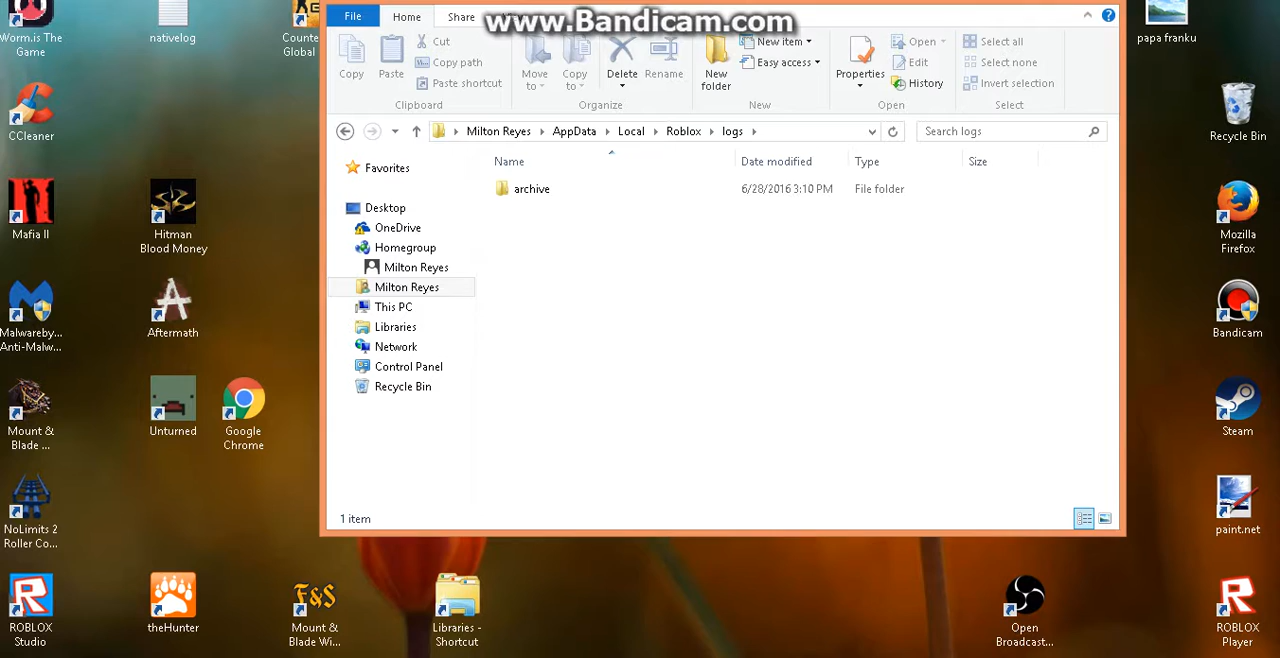 www.Bandicam.com
File
Home
Share
Cut
Copy path
Paste shortcut
Copy
Paste
Clipboard
Move to
Copy to
Delete
Rename
Organize
New folder
New item
Easy access
New
Properties
Open
Edit
History
Open
Select all
Select none
Invert selection
Select
Milton Reyes
AppData
Local
Roblox
logs
Search logs
Favorites
Desktop
OneDrive
Homegroup
Milton Reyes
Milton Reyes
This PC
Libraries
Network
Control Panel
Recycle Bin
Name
Date modified
Type
Size
archive
6/28/2016 3:10 PM
File folder
1 item
Worm.is The
Game
nativelog
Counte
Global
CCleaner
Mafia II
Hitman
Blood Money
Malwareby...
Anti-Malw...
Aftermath
Mount &
Blade ...
Unturned
Google
Chrome
NoLimits 2
Roller Co...
ROBLOX
Studio
theHunter
F&S
Mount &
Blade Wi...
Libraries -
Shortcut
Open
Broadcast...
papa franku
Recycle Bin
Mozilla
Firefox
Bandicam
Steam
paint.net
ROBLOX
Player